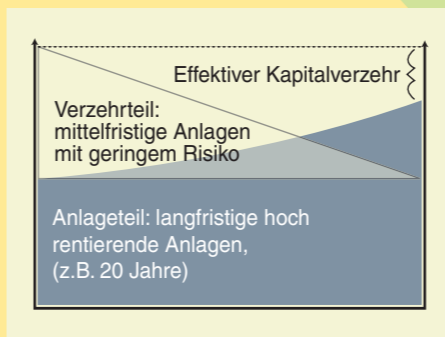 Effektiver Kapitalverzehr
Verzehrteil:
mittelfristige Anlagen
mit geringem Risiko
Anlageteil: langfristige hoch
rentierende Anlagen,
(z.B. 20 Jahre)